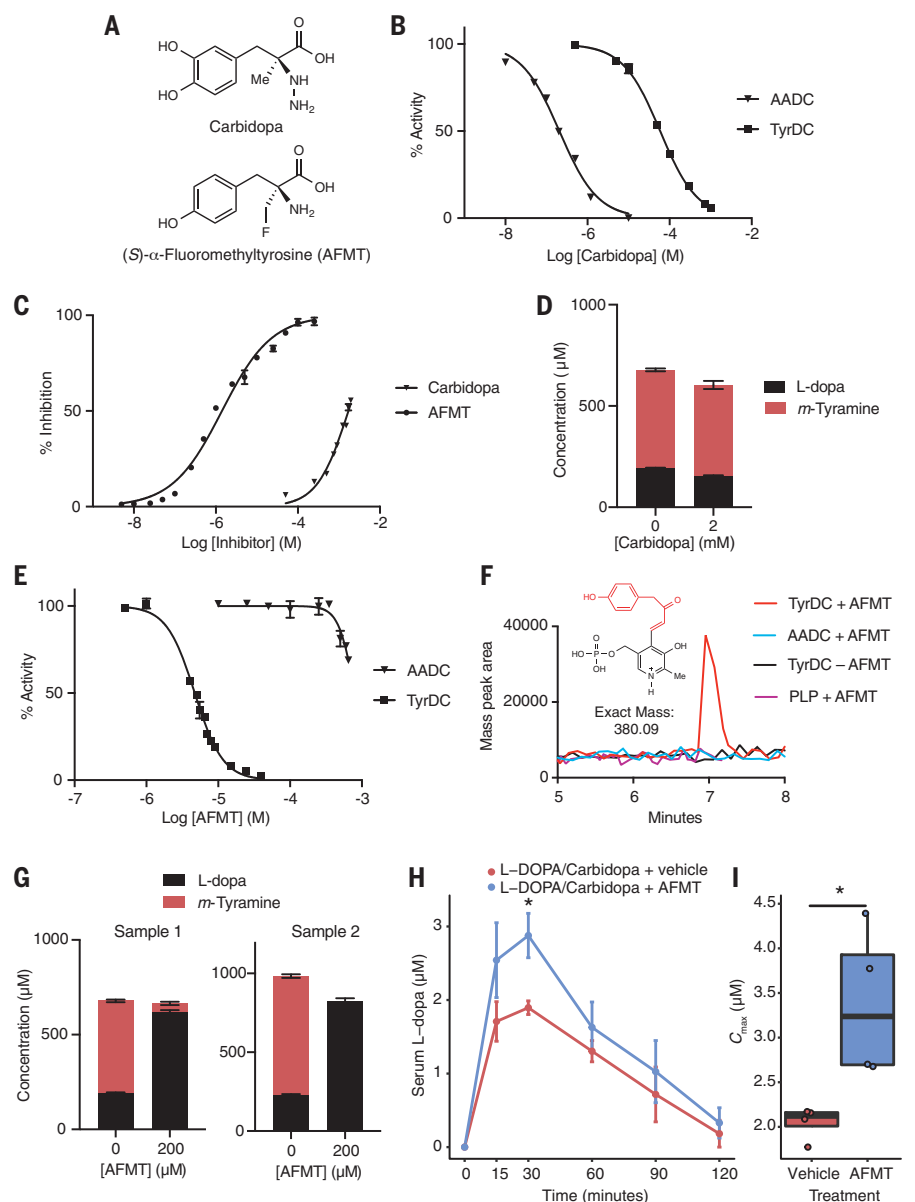 A
HO
HO
O
OH
Me
NH
NH2
Carbidopa
O
OH
NH2
HO
F
(S)-α-Fluoromethyltyrosine (AFMT)
B
% Activity
100
50
0
-8
-6
-4
-2
Log [Carbidopa] (M)
AADC
TyrDC
C
% Inhibition
100
50
0
-8
-6
-4
-2
Log [Inhibitor] (M)
Carbidopa
AFMT
D
Concentration (μM)
1000
500
0
0
2
[Carbidopa] (mM)
L-dopa
m-Tyramine
E
% Activity
100
50
0
-7
-6
-5
-4
-3
Log [AFMT] (M)
AADC
TyrDC
F
Mass peak area
40000
20000
0
5
6
7
8
Minutes
HO
O
O
HO P O
OH
OH
N
+
H
Me
Exact Mass:
380.09
TyrDC + AFMT
AADC + AFMT
TyrDC – AFMT
PLP + AFMT
G
L-dopa
m-Tyramine
Sample 1
Sample 2
Concentration (μM)
1000
500
0
0
200
[AFMT] (μM)
1000
500
0
0
200
[AFMT] (μM)
H
L–DOPA/Carbidopa + vehicle
L–DOPA/Carbidopa + AFMT
*
Serum L–dopa (μM)
3
2
1
0
0
15
30
60
90
120
Time (minutes)
I
*
Cmax (μM)
4.5
4.0
3.5
3.0
2.5
2.0
1.5
Vehicle
AFMT
Treatment